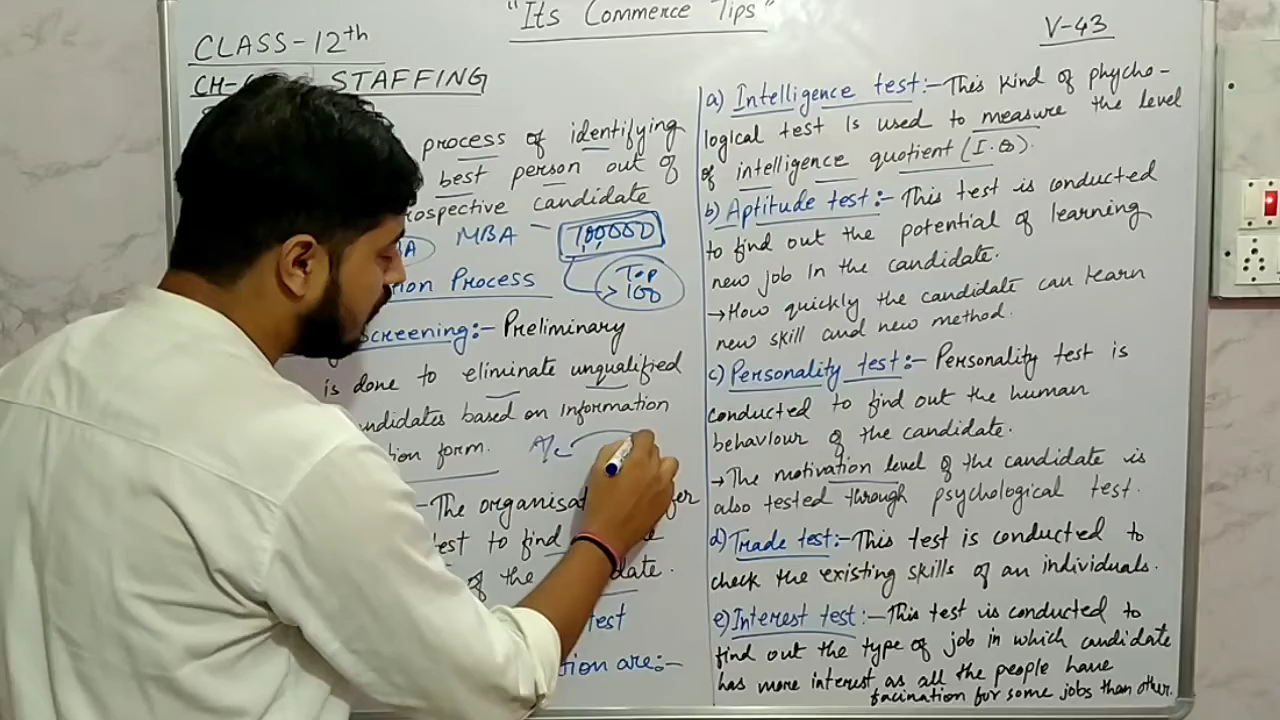 "Its Commerce Tips"
V-43
CLASS-12th
CH-
STAFFING
process of identifying
best person out of
rospective candidate
MBA - 1,00,000
Top
100
ion Process
Screening:- Preliminary
is done to eliminate unqualified
ndidates based on information
tion form. A/c
-The organisat fer
est to find
of the date.
test
tion are:-
a) Intelligence test:- This kind of phycho-
logical test is used to measure the level
of intelligence quotient (I.Q).
b) Aptitude test:- This test is conducted
to find out the potential of learning
new job in the candidate.
→How quickly the candidate can learn
new skill and new method.
c) Personality test:- Personality test is
conducted to find out the human
behaviour of the candidate.
→The motivation level of the candidate is
also tested through psychological test.
d) Trade test:- This test is conducted to
check the existing skills of an individuals.
e) Interest test:- This test is conducted to
find out the type of job in which candidate
has more interest as all the people have
facination for some jobs than other.